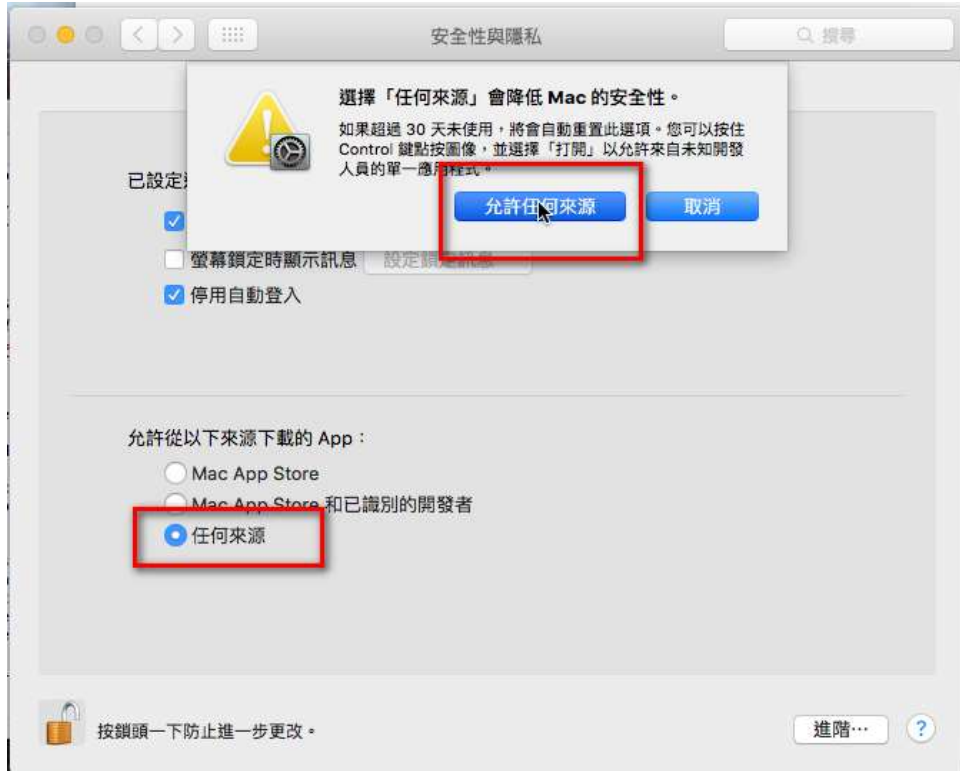 安全性與隱私
搜尋
選擇「任何來源」會降低 Mac 的安全性。
如果超過 30 天未使用，將會自動重置此選項。您可以按住
Control 鍵點按圖像，並選擇「打開」以允許來自未知開發
人員的單一應用程式。
允許任何來源
取消
已設定
螢幕鎖定時顯示訊息
設定鎖定訊息⋯
停用自動登入
允許從以下來源下載的 App：
Mac App Store
Mac App Store 和已識別的開發者
任何來源
按鎖頭一下防止進一步更改。
進階⋯
?